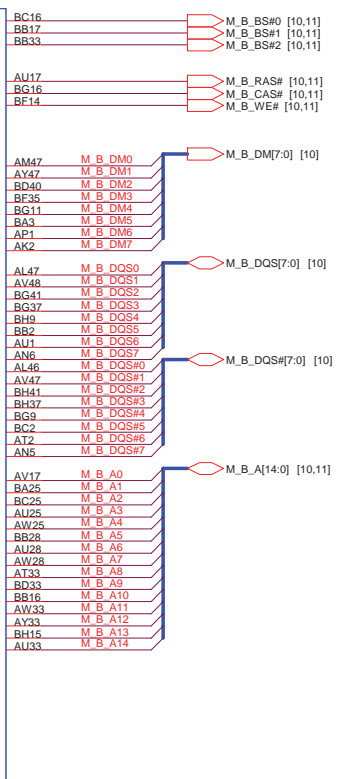 BC16 M_B_BS#0 [10,11]
BB17 M_B_BS#1 [10,11]
BB33 M_B_BS#2 [10,11]
AU17 M_B_RAS# [10,11]
BG16 M_B_CAS# [10,11]
BF14 M_B_WE# [10,11]
M_B_DM[7:0] [10]
AM47 M_B_DM0
AY47 M_B_DM1
BD40 M_B_DM2
BF35 M_B_DM3
BG11 M_B_DM4
BA3 M_B_DM5
AP1 M_B_DM6
AK2 M_B_DM7
M_B_DQS[7:0] [10]
AL47 M_B_DQS0
AV48 M_B_DQS1
BG41 M_B_DQS2
BG37 M_B_DQS3
BH9 M_B_DQS4
BB2 M_B_DQS5
AU1 M_B_DQS6
AN6 M_B_DQS7
M_B_DQS#[7:0] [10]
AL46 M_B_DQS#0
AV47 M_B_DQS#1
BH41 M_B_DQS#2
BH37 M_B_DQS#3
BG9 M_B_DQS#4
BC2 M_B_DQS#5
AT2 M_B_DQS#6
AN5 M_B_DQS#7
M_B_A[14:0] [10,11]
AV17 M_B_A0
BA25 M_B_A1
BC25 M_B_A2
AU25 M_B_A3
AW25 M_B_A4
BB28 M_B_A5
AU28 M_B_A6
AW28 M_B_A7
AT33 M_B_A8
BD33 M_B_A9
BB16 M_B_A10
AW33 M_B_A11
AY33 M_B_A12
BH15 M_B_A13
AU33 M_B_A14